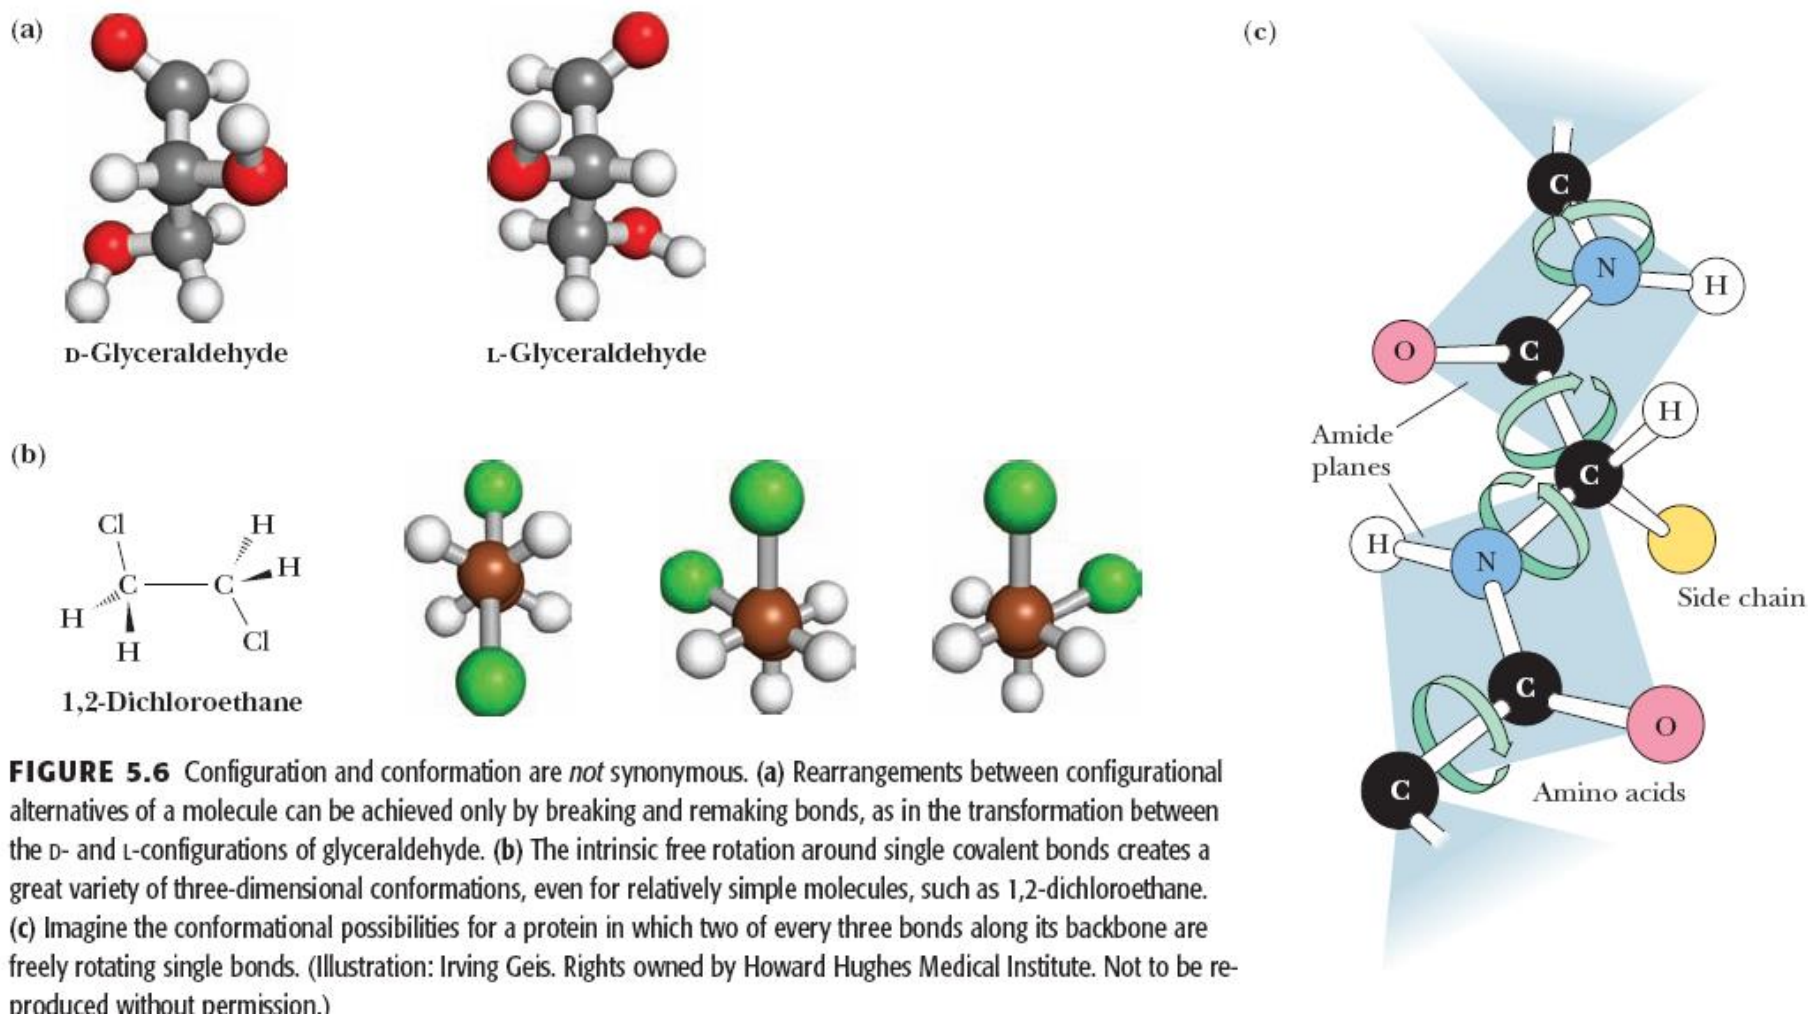 (a)
D-Glyceraldehyde
L-Glyceraldehyde
(b)
Cl
H
C
C
H
H
H
Cl
1,2-Dichloroethane
(c)
C
N
H
O
C
H
Amide
planes
C
H
N
Side chain
C
O
C
Amino acids
FIGURE 5.6 Configuration and conformation are not synonymous. (a) Rearrangements between configurational
alternatives of a molecule can be achieved only by breaking and remaking bonds, as in the transformation between
the D- and L-configurations of glyceraldehyde. (b) The intrinsic free rotation around single covalent bonds creates a
great variety of three-dimensional conformations, even for relatively simple molecules, such as 1,2-dichloroethane.
(c) Imagine the conformational possibilities for a protein in which two of every three bonds along its backbone are
freely rotating single bonds. (Illustration: Irving Geis. Rights owned by Howard Hughes Medical Institute. Not to be re-
produced without permission.)